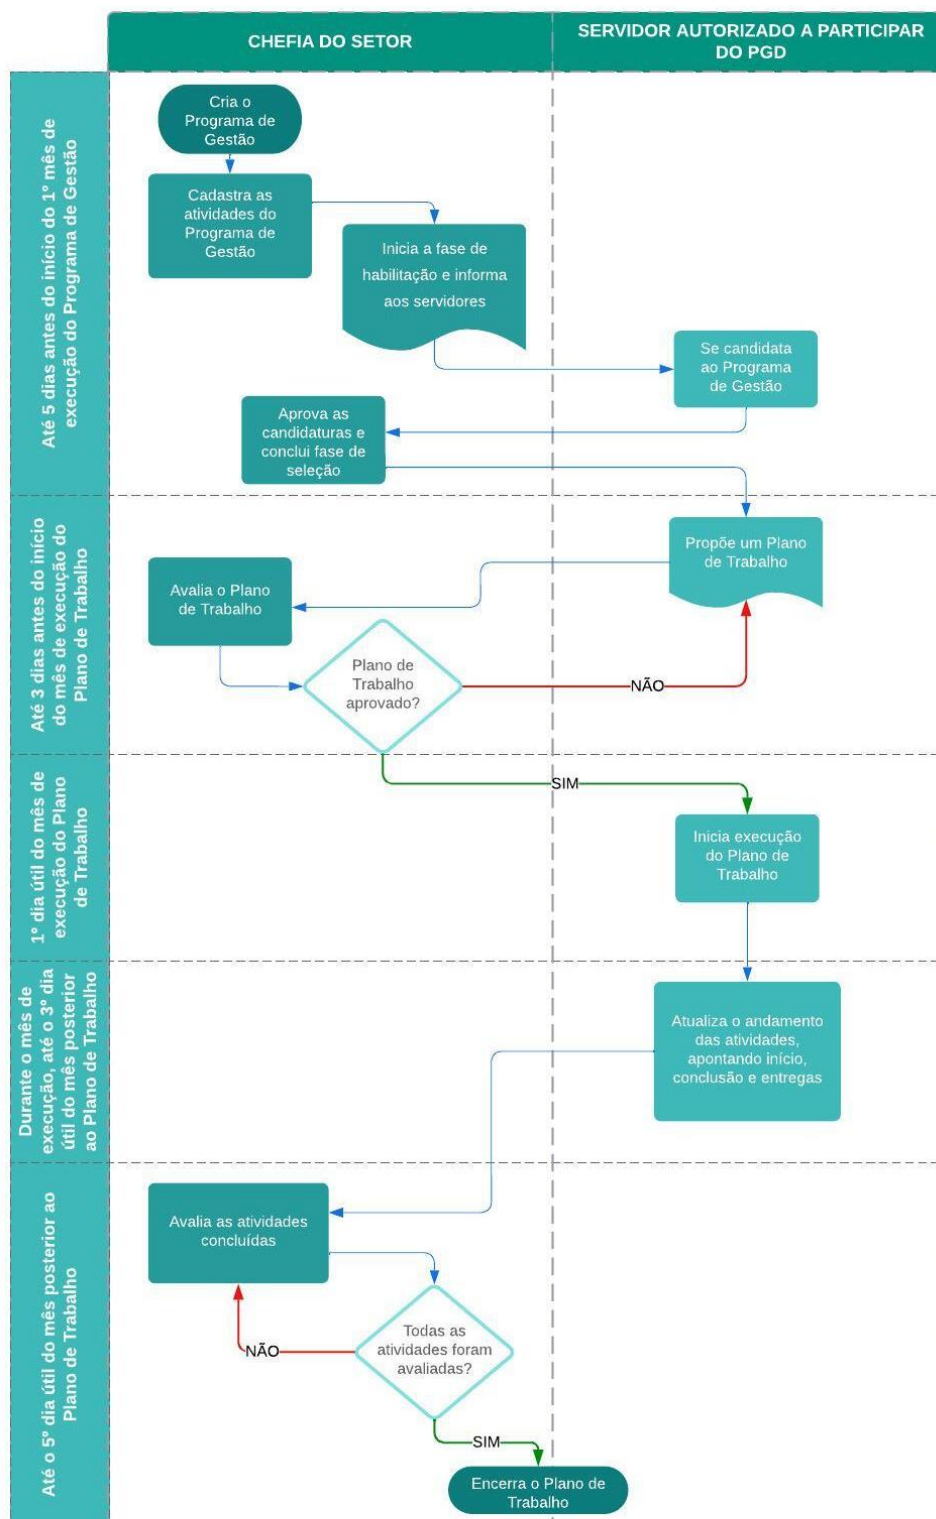 CHEFIA DO SETOR
SERVIDOR AUTORIZADO A PARTICIPAR
DO PGD
Até 5 dias antes do início do 1º mês de
execução do Programa de Gestão
Cria o
Programa de
Gestão
Cadastra as
atividades do
Programa de
Gestão
Inicia a fase de
habilitação e informa
aos servidores
Se candidata
ao Programa
de Gestão
Aprova as
candidaturas e
conclui fase de
seleção
Até 3 dias antes do início
do mês de execução do
Plano de Trabalho
Propõe um Plano
de Trabalho
Avalia o Plano
de Trabalho
Plano de
Trabalho
aprovado?
NÃO
SIM
1º dia útil do mês de
execução do Plano
de Trabalho
Inicia execução
do Plano de
Trabalho
Durante o mês de
execução, até o 3º dia
útil do mês posterior
ao Plano de Trabalho
Atualiza o andamento
das atividades,
apontando início,
conclusão e entregas
Até o 5º dia útil do mês posterior ao
Plano de Trabalho
Avalia as atividades
concluídas
Todas as
atividades foram
avaliadas?
NÃO
SIM
Encerra o Plano de
Trabalho